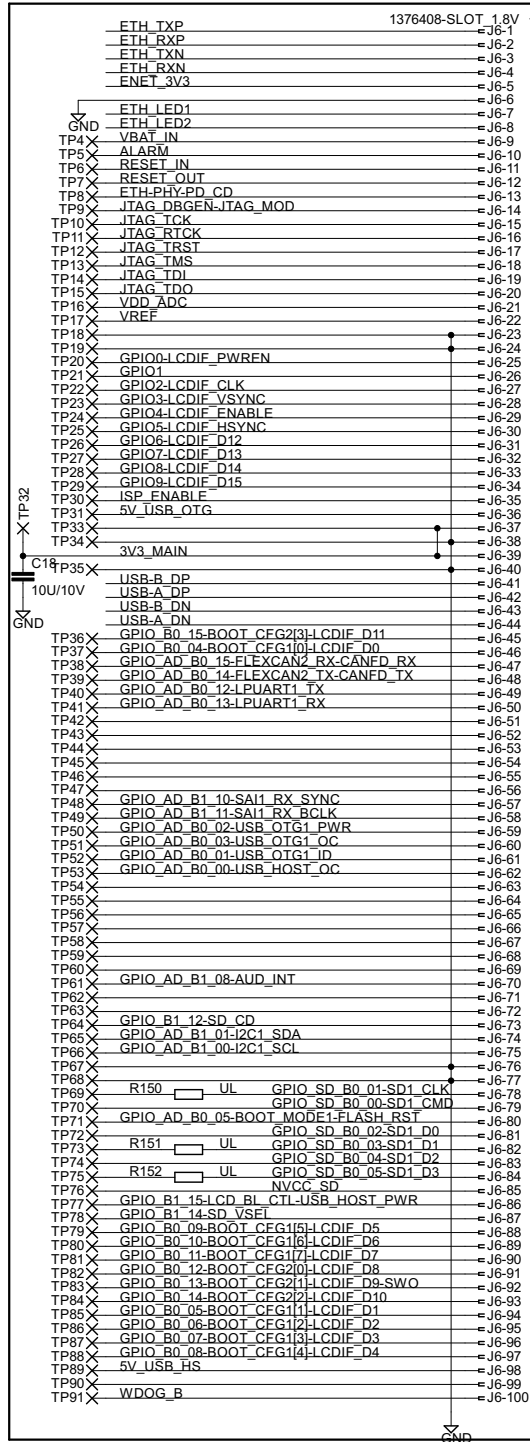 1376408-SLOT_1.8V
ETH_TXP J6-1
ETH_RXP J6-2
ETH_TXN J6-3
ETH_RXN J6-4
ENET_3V3 J6-5
J6-6
GND
ETH_LED1 J6-7
ETH_LED2 J6-8
TP4 VBAT_IN J6-9
TP5 ALARM J6-10
TP6 RESET_IN J6-11
TP7 RESET_OUT J6-12
TP8 ETH-PHY-PD_CD J6-13
TP9 JTAG_DBGEN-JTAG_MOD J6-14
TP10 JTAG_TCK J6-15
TP11 JTAG_RTCK J6-16
TP12 JTAG_TRST J6-17
TP13 JTAG_TMS J6-18
TP14 JTAG_TDI J6-19
TP15 JTAG_TDO J6-20
TP16 VDD_ADC J6-21
TP17 VREF J6-22
TP18 J6-23
TP19 J6-24
TP20 GPIO0-LCDIF_PWREN J6-25
TP21 GPIO1 J6-26
TP22 GPIO2-LCDIF_CLK J6-27
TP23 GPIO3-LCDIF_VSYNC J6-28
TP24 GPIO4-LCDIF_ENABLE J6-29
TP25 GPIO5-LCDIF_HSYNC J6-30
TP26 GPIO6-LCDIF_D12 J6-31
TP27 GPIO7-LCDIF_D13 J6-32
TP28 GPIO8-LCDIF_D14 J6-33
TP29 GPIO9-LCDIF_D15 J6-34
TP30 ISP_ENABLE J6-35
TP31 5V_USB_OTG J6-36
TP32
TP33 J6-37
TP34 J6-38
3V3_MAIN J6-39
C18
10U/10V
GND
TP35 J6-40
USB-B_DP J6-41
USB-A_DP J6-42
USB-B_DN J6-43
USB-A_DN J6-44
TP36 GPIO_B0_15-BOOT_CFG2[3]-LCDIF_D11 J6-45
TP37 GPIO_B0_04-BOOT_CFG1[0]-LCDIF_D0 J6-46
TP38 GPIO_AD_B0_15-FLEXCAN2_RX-CANFD_RX J6-47
TP39 GPIO_AD_B0_14-FLEXCAN2_TX-CANFD_TX J6-48
TP40 GPIO_AD_B0_12-LPUART1_TX J6-49
TP41 GPIO_AD_B0_13-LPUART1_RX J6-50
TP42 J6-51
TP43 J6-52
TP44 J6-53
TP45 J6-54
TP46 J6-55
TP47 J6-56
TP48 GPIO_AD_B1_10-SAI1_RX_SYNC J6-57
TP49 GPIO_AD_B1_11-SAI1_RX_BCLK J6-58
TP50 GPIO_AD_B0_02-USB_OTG1_PWR J6-59
TP51 GPIO_AD_B0_03-USB_OTG1_OC J6-60
TP52 GPIO_AD_B0_01-USB_OTG1_ID J6-61
TP53 GPIO_AD_B0_00-USB_HOST_OC J6-62
TP54 J6-63
TP55 J6-64
TP56 J6-65
TP57 J6-66
TP58 J6-67
TP59 J6-68
TP60 J6-69
TP61 GPIO_AD_B1_08-AUD_INT J6-70
TP62 J6-71
TP63 J6-72
TP64 GPIO_B1_12-SD_CD J6-73
TP65 GPIO_AD_B1_01-I2C1_SDA J6-74
TP66 GPIO_AD_B1_00-I2C1_SCL J6-75
TP67 J6-76
TP68 J6-77
TP69 R150 UL GPIO_SD_B0_01-SD1_CLK J6-78
TP70 GPIO_SD_B0_00-SD1_CMD J6-79
TP71 GPIO_AD_B0_05-BOOT_MODE1-FLASH_RST J6-80
TP72 GPIO_SD_B0_02-SD1_D0 J6-81
TP73 R151 UL GPIO_SD_B0_03-SD1_D1 J6-82
TP74 GPIO_SD_B0_04-SD1_D2 J6-83
TP75 R152 UL GPIO_SD_B0_05-SD1_D3 J6-84
TP76 NVCC_SD J6-85
TP77 GPIO_B1_15-LCD_BL_CTL-USB_HOST_PWR J6-86
TP78 GPIO_B1_14-SD_VSEL J6-87
TP79 GPIO_B0_09-BOOT_CFG1[5]-LCDIF_D5 J6-88
TP80 GPIO_B0_10-BOOT_CFG1[6]-LCDIF_D6 J6-89
TP81 GPIO_B0_11-BOOT_CFG1[7]-LCDIF_D7 J6-90
TP82 GPIO_B0_12-BOOT_CFG2[0]-LCDIF_D8 J6-91
TP83 GPIO_B0_13-BOOT_CFG2[1]-LCDIF_D9-SWO J6-92
TP84 GPIO_B0_14-BOOT_CFG2[2]-LCDIF_D10 J6-93
TP85 GPIO_B0_05-BOOT_CFG1[1]-LCDIF_D1 J6-94
TP86 GPIO_B0_06-BOOT_CFG1[2]-LCDIF_D2 J6-95
TP87 GPIO_B0_07-BOOT_CFG1[3]-LCDIF_D3 J6-96
TP88 GPIO_B0_08-BOOT_CFG1[4]-LCDIF_D4 J6-97
TP89 5V_USB_HS J6-98
TP90 J6-99
TP91 WDOG_B J6-100
GND